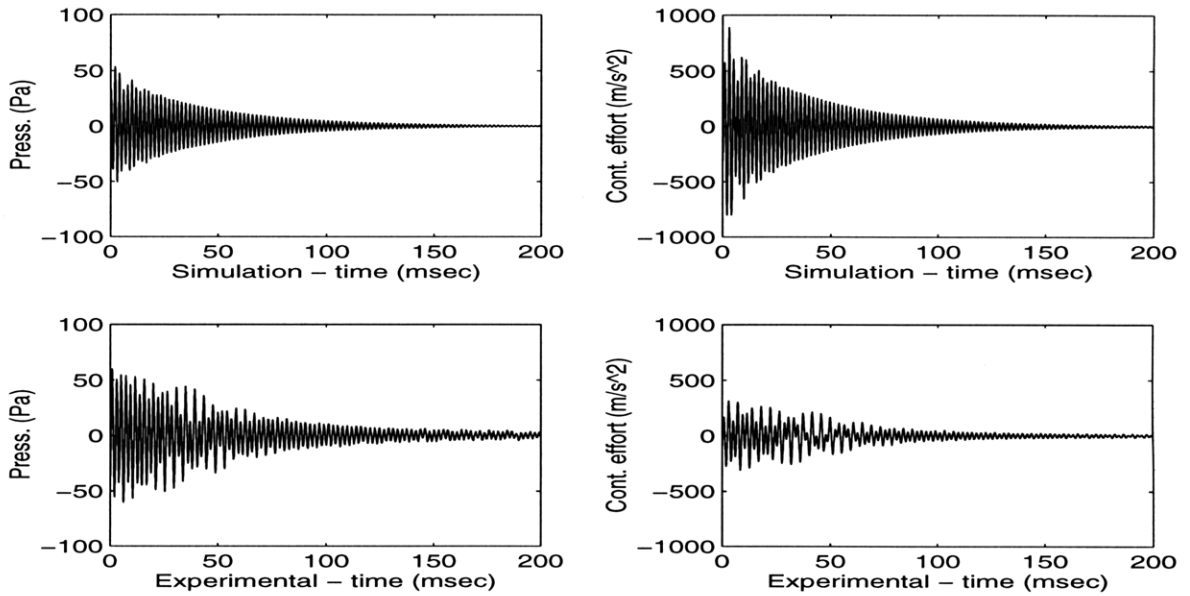 100
50
0
−50
−100
Press. (Pa)
0 50 100 150 200
Simulation − time (msec)
1000
500
0
−500
−1000
Cont. effort (m/s^2)
0 50 100 150 200
Simulation − time (msec)
100
50
0
−50
−100
Press. (Pa)
0 50 100 150 200
Experimental − time (msec)
1000
500
0
−500
−1000
Cont. effort (m/s^2)
0 50 100 150 200
Experimental − time (msec)